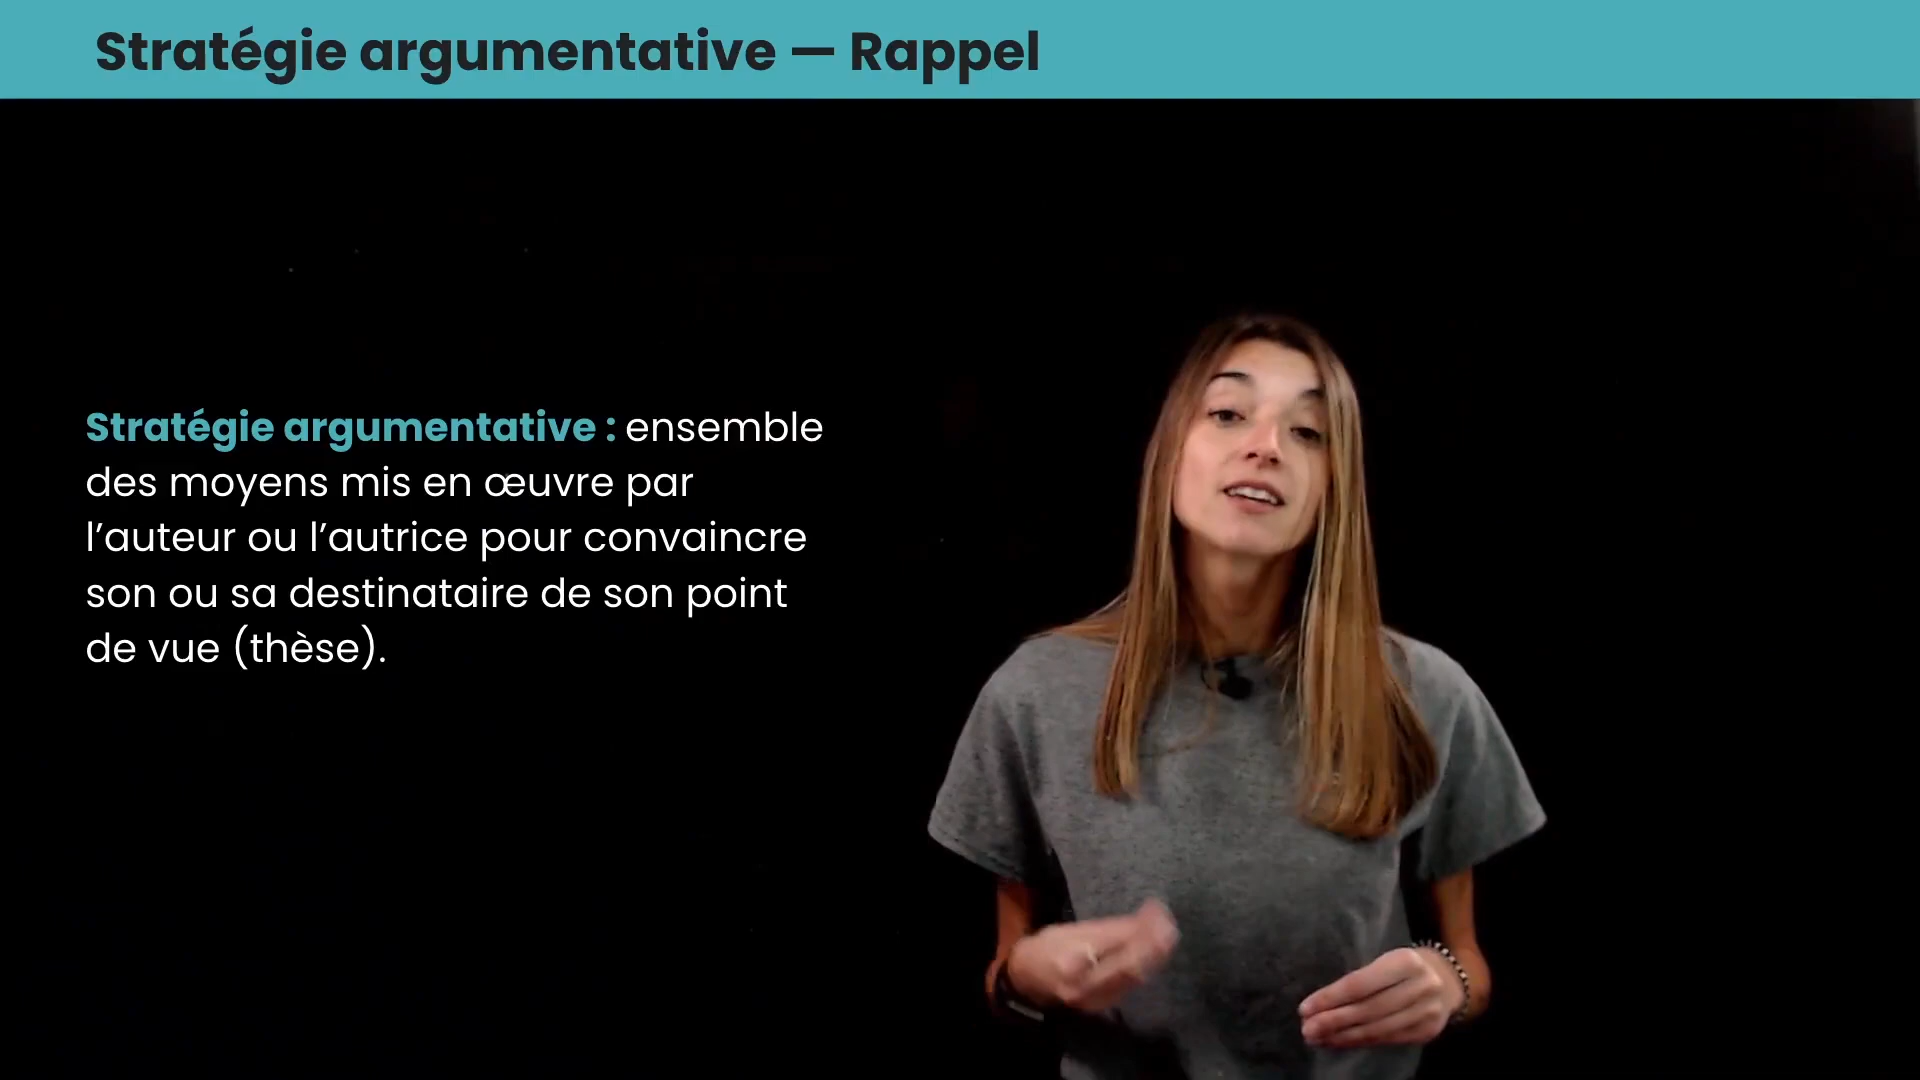 Stratégie argumentative — Rappel
Stratégie argumentative : ensemble
des moyens mis en œuvre par
l’auteur ou l’autrice pour convaincre
son ou sa destinataire de son point
de vue (thèse).